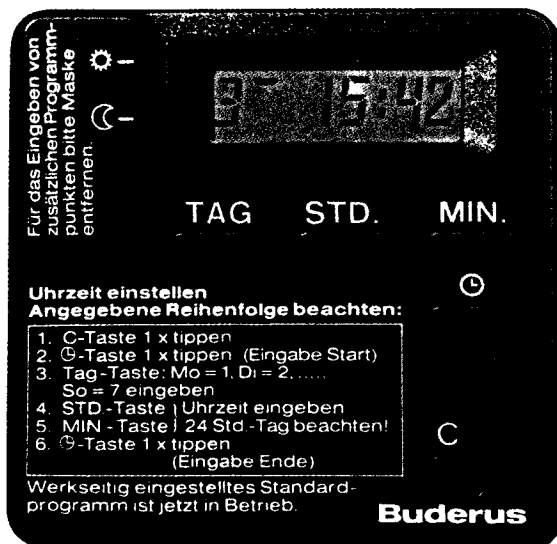 Für das Eingeben von
zusätzlichen Programm-
punkten bitte Maske
entfernen.
15:42
TAG STD. MIN.
Uhrzeit einstellen
Angegebene Reihenfolge beachten:
1. C-Taste 1 x tippen
2. ◷-Taste 1 x tippen (Eingabe Start)
3. Tag-Taste: Mo = 1, Di = 2, .....
So = 7 eingeben
4. STD.-Taste } Uhrzeit eingeben
5. MIN.-Taste } 24 Std.-Tag beachten!
6. ◷-Taste 1 x tippen
(Eingabe Ende)
C
Werkseitig eingestelltes Standard-
programm ist jetzt in Betrieb.
Buderus